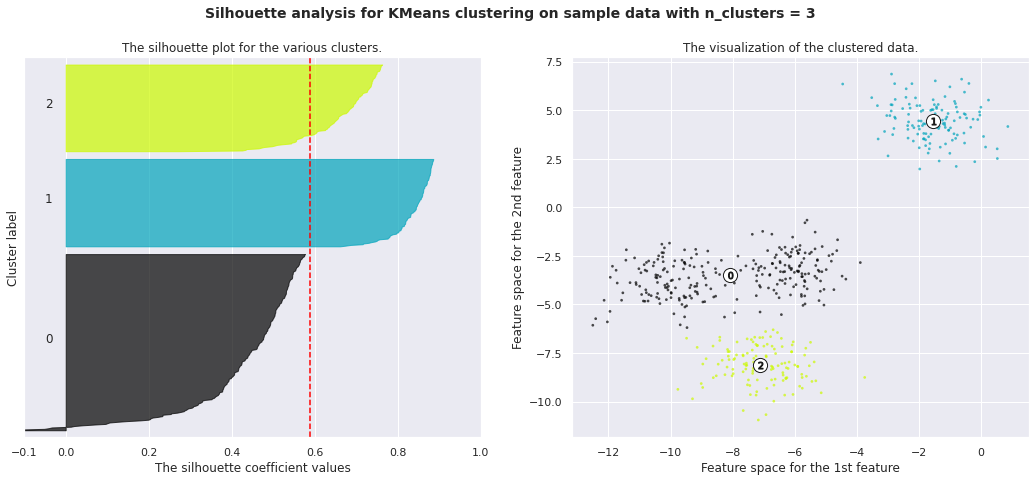 Silhouette analysis for KMeans clustering on sample data with n_clusters = 3
The silhouette plot for the various clusters.
2
1
0
Cluster label
−0.1 0.0 0.2 0.4 0.6 0.8 1.0
The silhouette coefficient values
The visualization of the clustered data.
7.5
5.0
2.5
0.0
−2.5
−5.0
−7.5
−10.0
Feature space for the 2nd feature
1
0
2
−12 −10 −8 −6 −4 −2 0
Feature space for the 1st feature